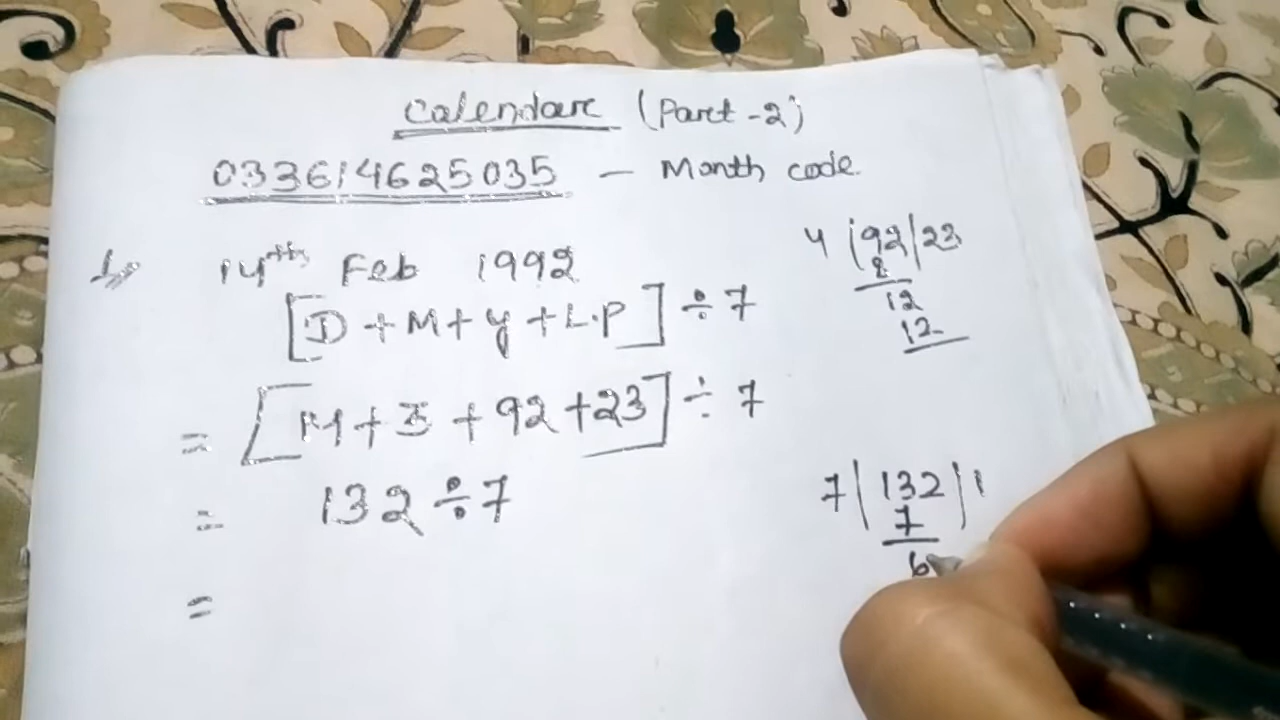 Calendar (Part-2)
033614625035 — Month code
1. 14th Feb 1992
[D + M + y + L.P] ÷ 7
= [14 + 3 + 92 + 23] ÷ 7
= 132 ÷ 7
=
4 | 92 | 23
8
12
12
7 | 132 | 1
7
6